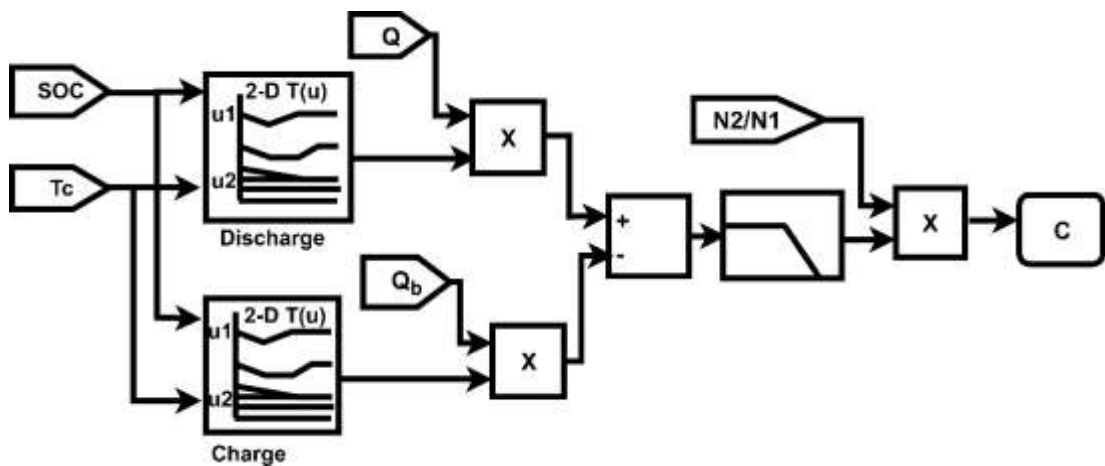 SOC
Tc
2-D T(u)
u1
u2
Discharge
Q
X
2-D T(u)
u1
u2
Charge
Qb
X
+
-
N2/N1
X
C